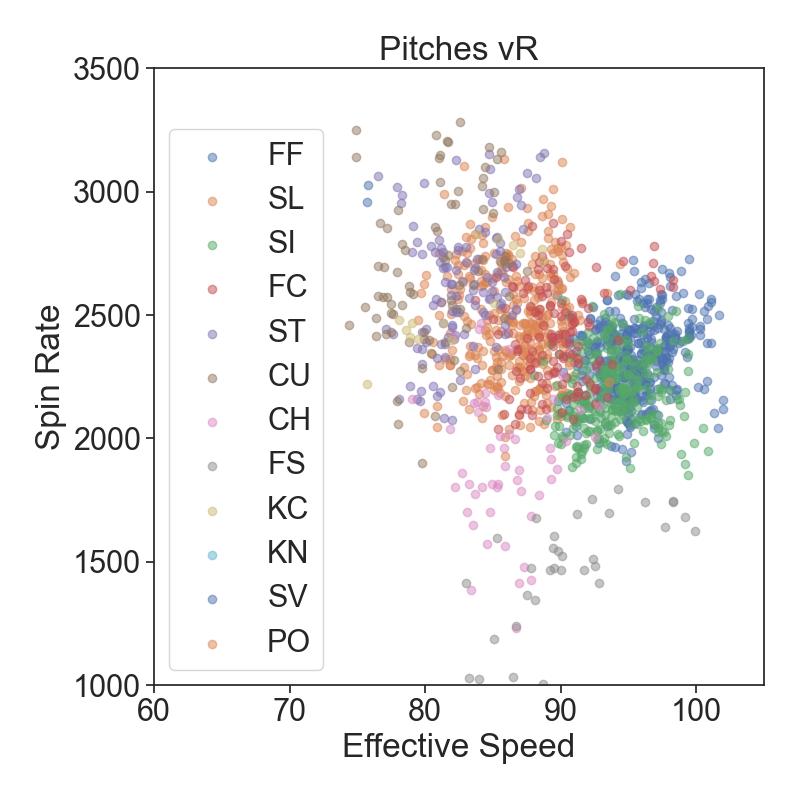 Pitches vR
3500
3000
2500
2000
1500
1000
Spin Rate
FF
SL
SI
FC
ST
CU
CH
FS
KC
KN
SV
PO
60 70 80 90 100
Effective Speed